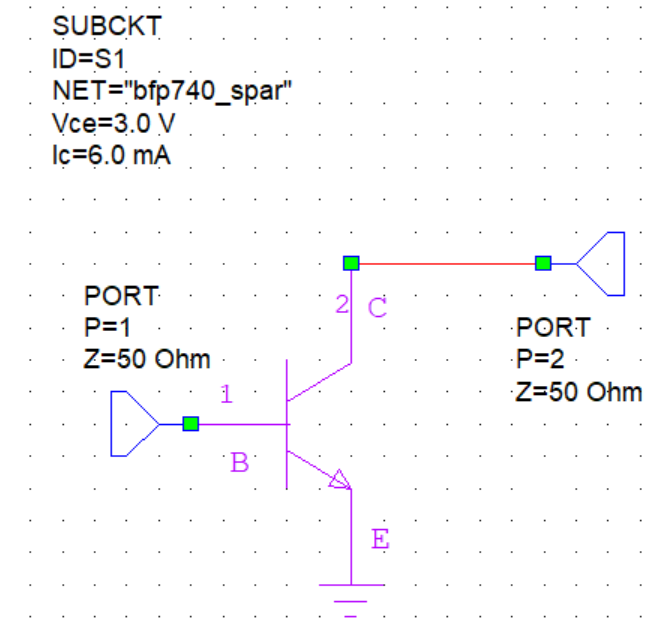 SUBCKT
ID=S1
NET="bfp740_spar"
Vce=3.0 V
Ic=6.0 mA
PORT
P=1
Z=50 Ohm
2 C
PORT
P=2
Z=50 Ohm
1
B
E